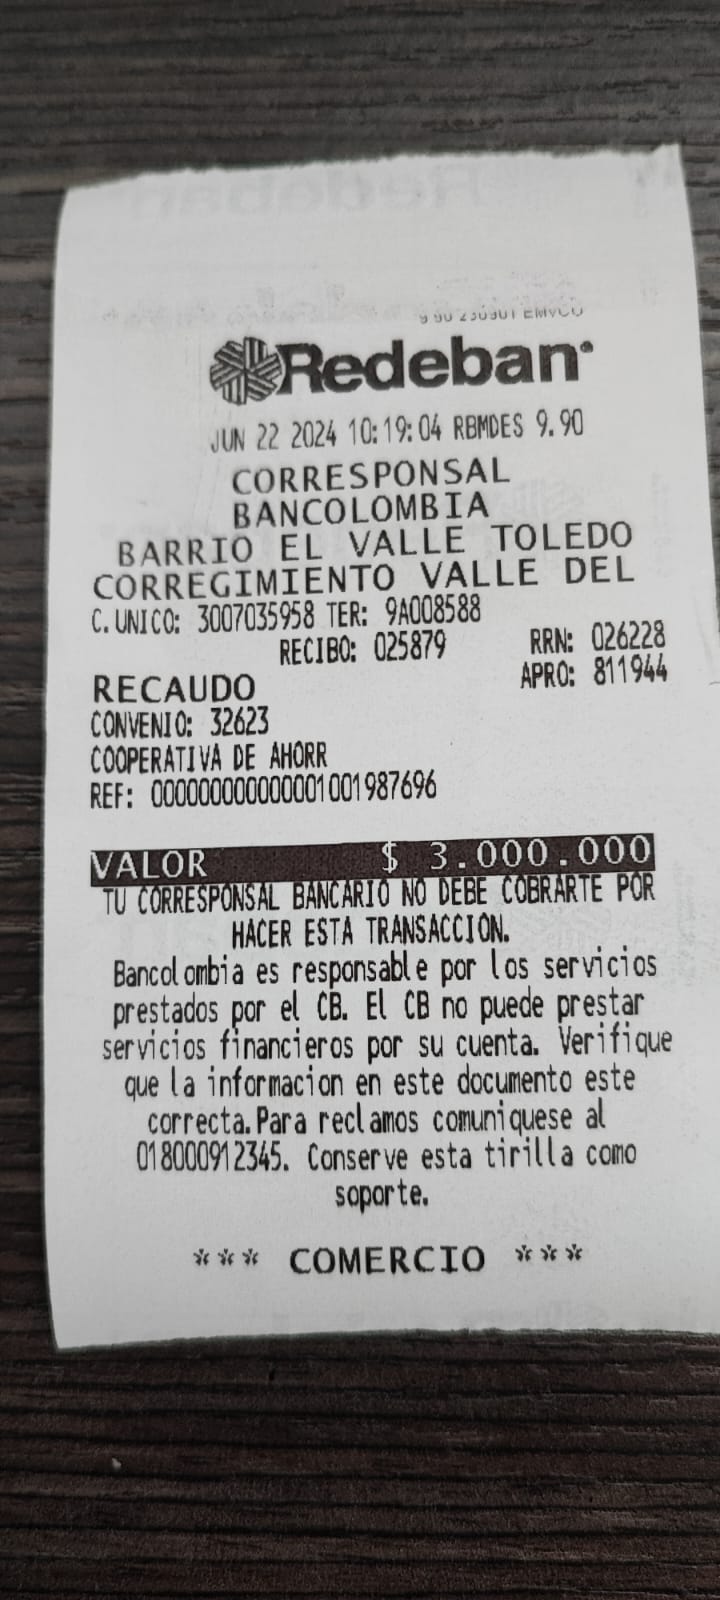 Redeban
JUN 22 2024 10:19:04 RBMDES 9.90
CORRESPONSAL
BANCOLOMBIA
BARRIO EL VALLE TOLEDO
CORREGIMIENTO VALLE DEL
C. UNICO: 3007035958 TER: 9A008588
RECIBO: 025879 RRN: 026228
RECAUDO APRO: 811944
CONVENIO: 32623
COOPERATIVA DE AHORR
REF: 000000000000001001987696
VALOR $ 3.000.000
TU CORRESPONSAL BANCARIO NO DEBE COBRARTE POR
HACER ESTA TRANSACCION.
Bancolombia es responsable por los servicios
prestados por el CB. El CB no puede prestar
servicios financieros por su cuenta. Verifique
que la informacion en este documento este
correcta. Para reclamos comuniquese al
018000912345. Conserve esta tirilla como
soporte.
*** COMERCIO ***